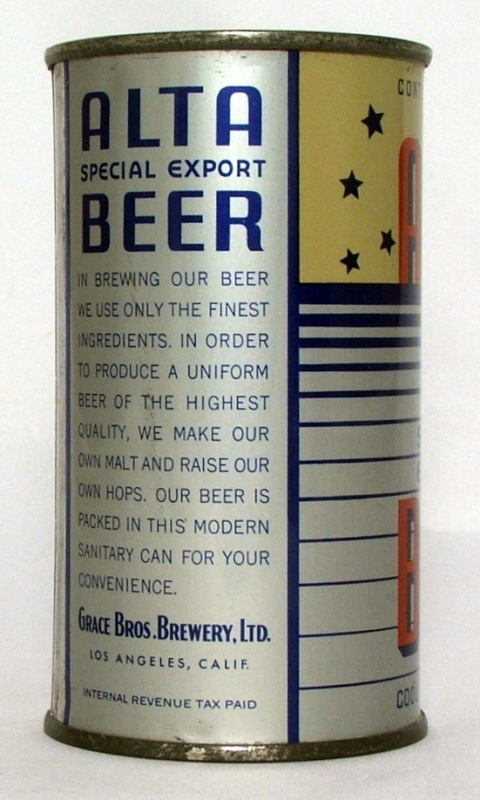 ALTA
SPECIAL EXPORT
BEER
IN BREWING OUR BEER
WE USE ONLY THE FINEST
INGREDIENTS. IN ORDER
TO PRODUCE A UNIFORM
BEER OF THE HIGHEST
QUALITY, WE MAKE OUR
OWN MALT AND RAISE OUR
OWN HOPS. OUR BEER IS
PACKED IN THIS MODERN
SANITARY CAN FOR YOUR
CONVENIENCE.
GRACE BROS. BREWERY, LTD.
LOS ANGELES, CALIF.
INTERNAL REVENUE TAX PAID